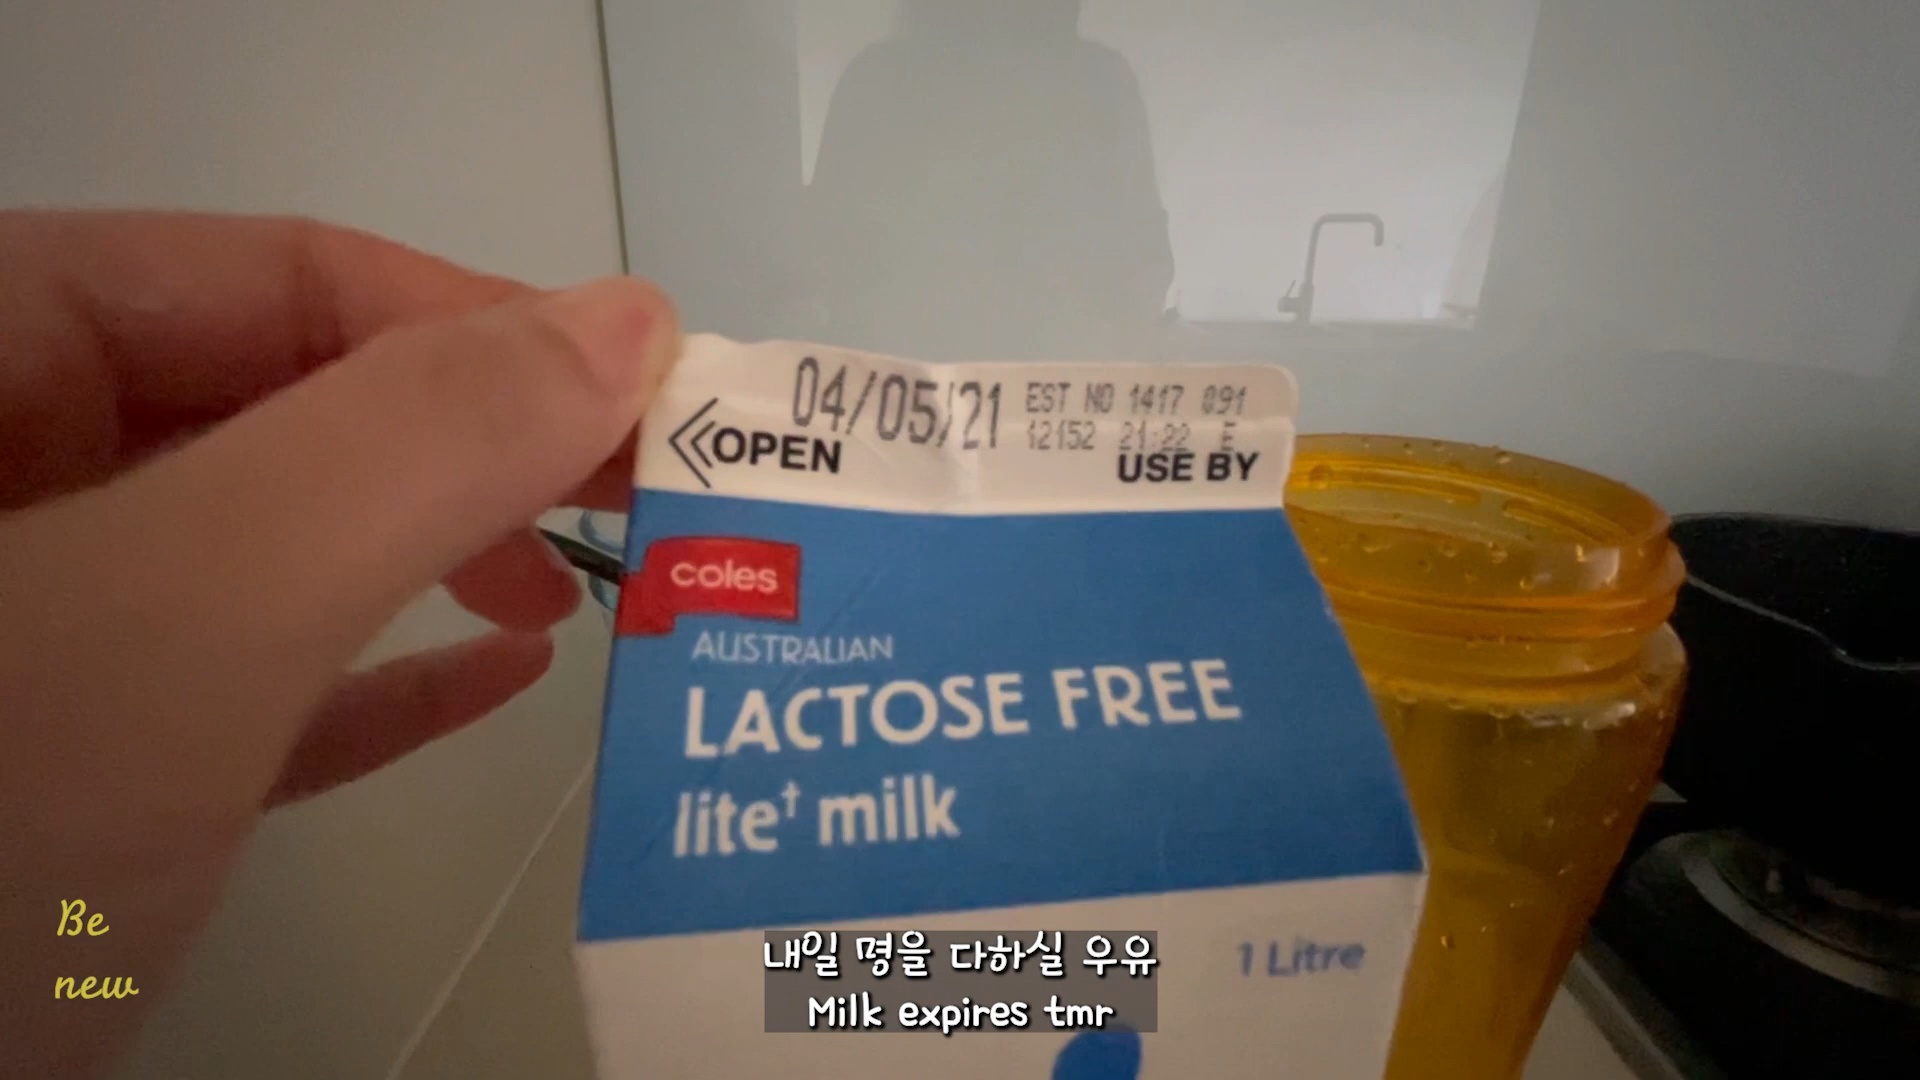 04/05/21
EST NO 1417 091
12152 21:22 E
OPEN
USE BY
coles
AUSTRALIAN
LACTOSE FREE
lite† milk
1 Litre
Be
new
내일 명을 다하실 우유
Milk expires tmr